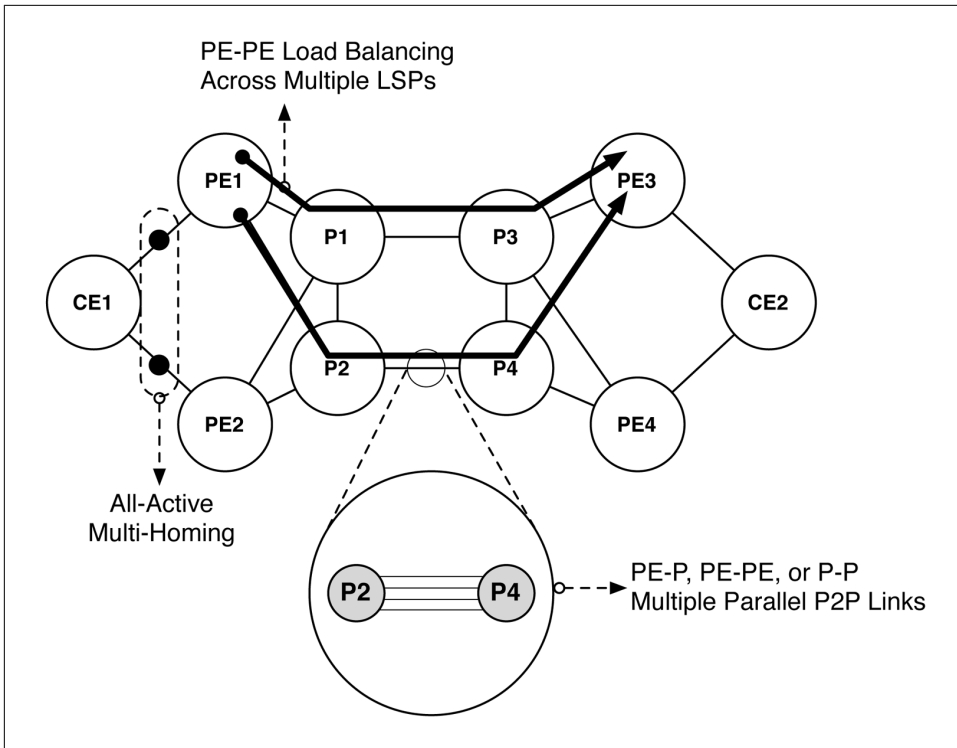 PE-PE Load Balancing
Across Multiple LSPs
PE1
PE3
P1
P3
CE1
CE2
P2
P4
PE2
PE4
All-Active
Multi-Homing
P2
P4
PE-P, PE-PE, or P-P
Multiple Parallel P2P Links